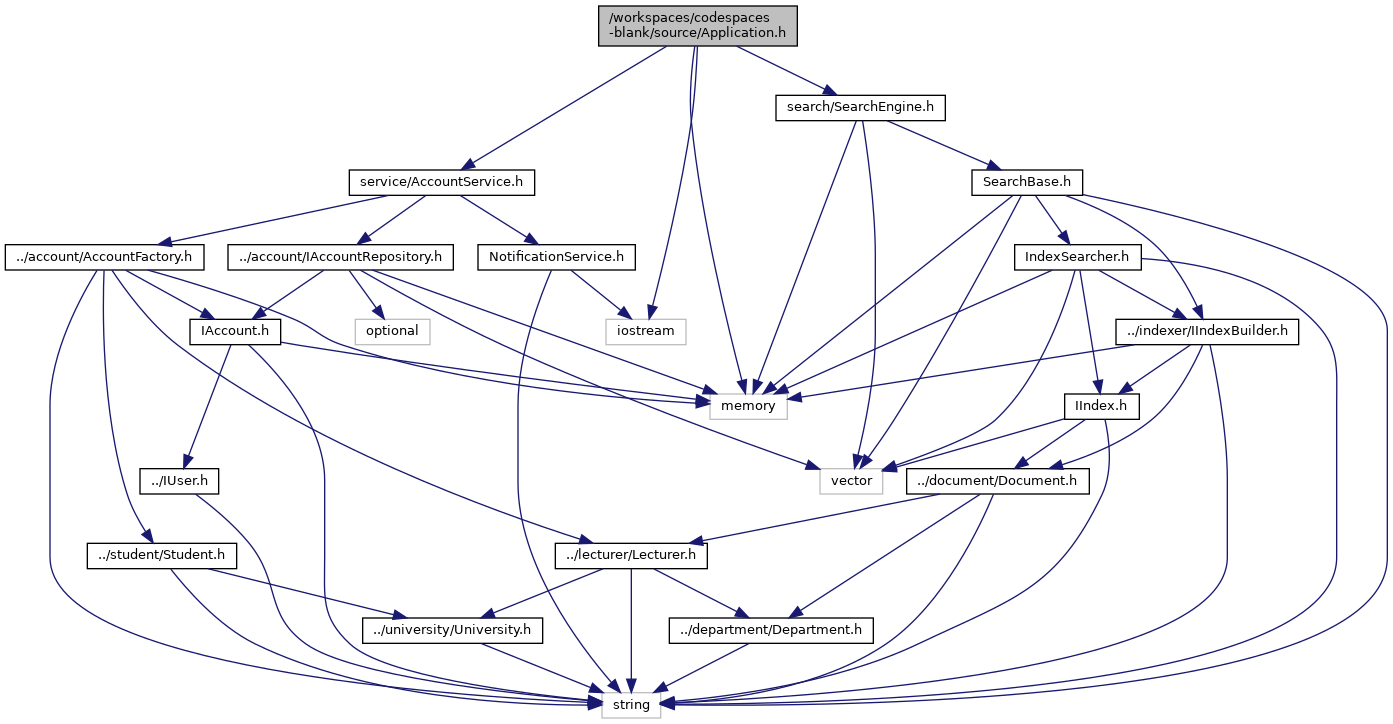 /workspaces/codespaces
-blank/source/Application.h
search/SearchEngine.h
service/AccountService.h
SearchBase.h
../account/AccountFactory.h
../account/IAccountRepository.h
NotificationService.h
IndexSearcher.h
IAccount.h
optional
iostream
../indexer/IIndexBuilder.h
memory
IIndex.h
../IUser.h
vector
../document/Document.h
../student/Student.h
../lecturer/Lecturer.h
../university/University.h
../department/Department.h
string